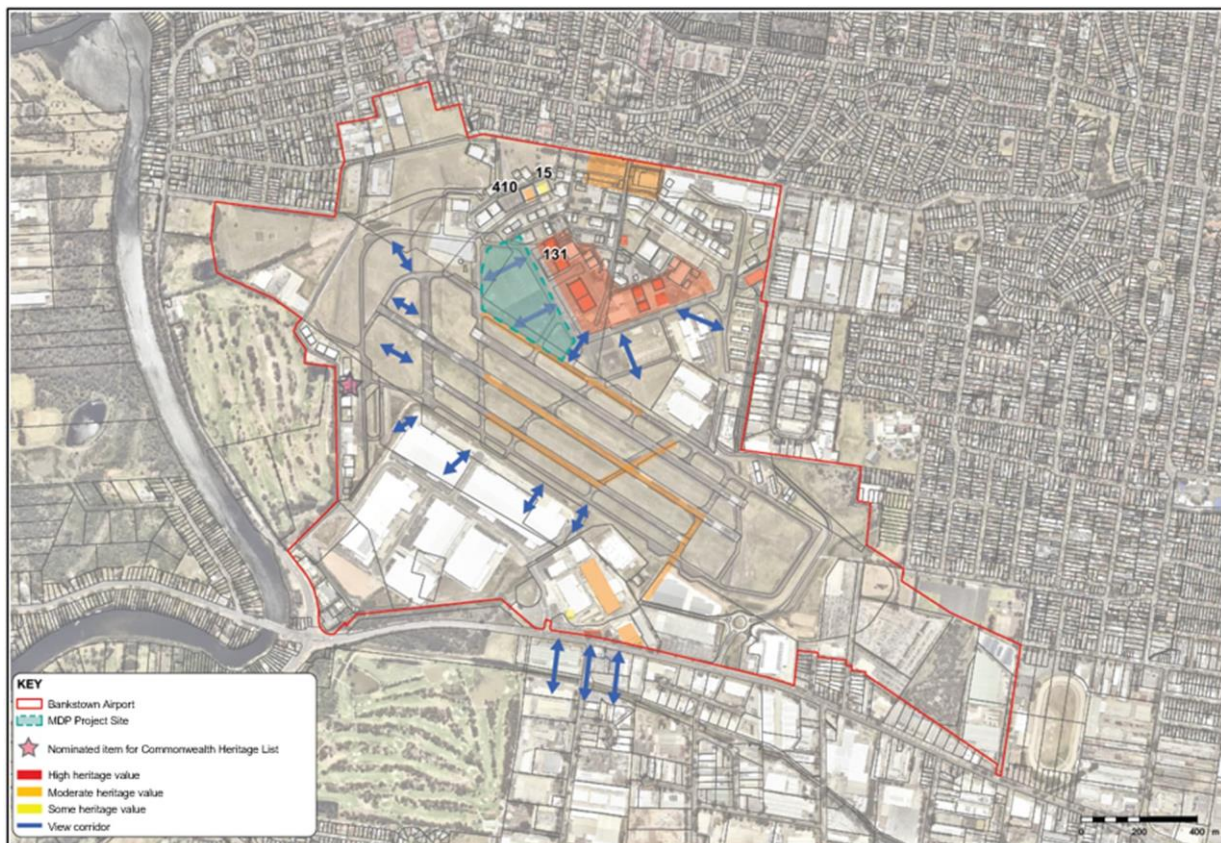 15
410
131
KEY
Bankstown Airport
MDP Project Site
Nominated item for Commonwealth Heritage List
High heritage value
Moderate heritage value
Some heritage value
View corridor
0 200 400 m